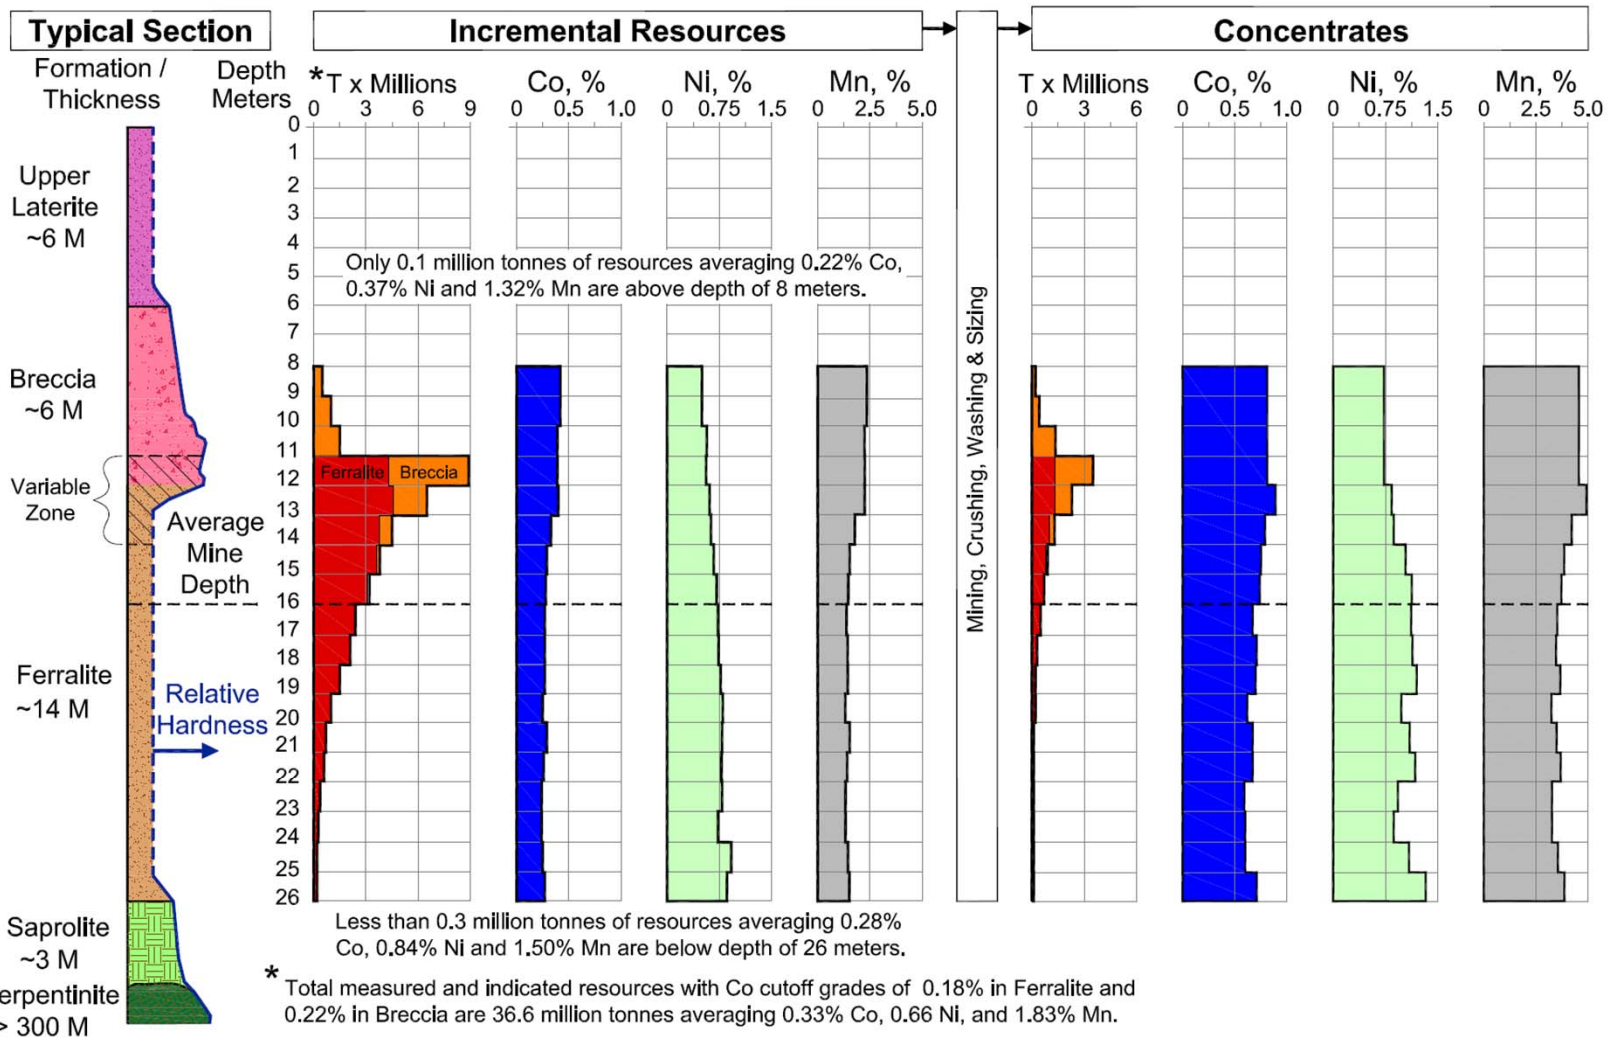 Typical Section
Incremental Resources
Concentrates
Formation /
Thickness
Depth
Meters
*T x Millions
Co, %
Ni, %
Mn, %
T x Millions
Co, %
Ni, %
Mn, %
0 3 6 9
0 0.5 1.0
0 0.75 1.5
0 2.5 5.0
0 3 6
0 0.5 1.0
0 0.75 1.5
0 2.5 5.0
0
1
2
3
4
5
6
7
8
9
10
11
12
13
14
15
16
17
18
19
20
21
22
23
24
25
26
Upper
Laterite
~6 M
Breccia
~6 M
Variable
Zone
Average
Mine
Depth
Ferralite
~14 M
Relative
Hardness
Saprolite
~3 M
erpentinite
> 300 M
Only 0.1 million tonnes of resources averaging 0.22% Co,
0.37% Ni and 1.32% Mn are above depth of 8 meters.
Ferralite Breccia
Mining, Crushing, Washing & Sizing
Less than 0.3 million tonnes of resources averaging 0.28%
Co, 0.84% Ni and 1.50% Mn are below depth of 26 meters.
* Total measured and indicated resources with Co cutoff grades of 0.18% in Ferralite and
0.22% in Breccia are 36.6 million tonnes averaging 0.33% Co, 0.66 Ni, and 1.83% Mn.